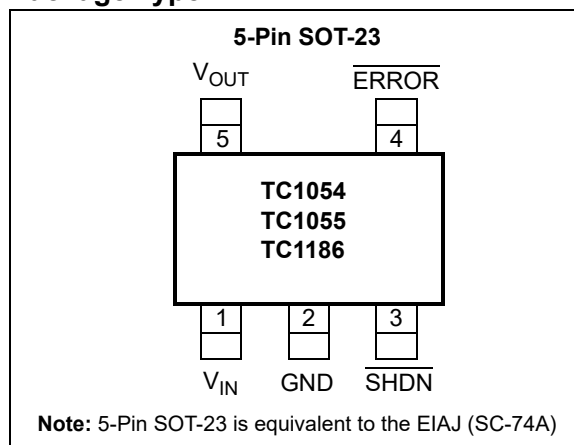 5-Pin SOT-23
VOUT ERROR
5 4
TC1054
TC1055
TC1186
1 2 3
VIN GND SHDN
Note: 5-Pin SOT-23 is equivalent to the EIAJ (SC-74A)